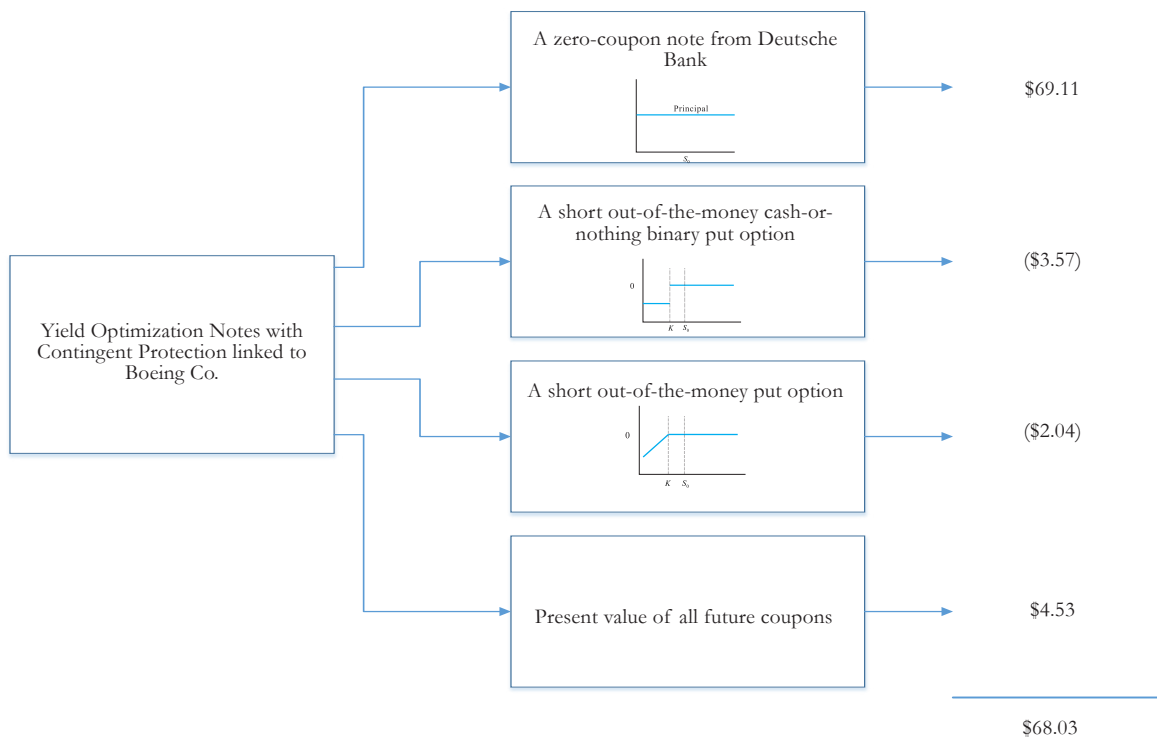 Yield Optimization Notes with
Contingent Protection linked to
Boeing Co.
A zero-coupon note from Deutsche
Bank
Principal
S₀
$69.11
A short out-of-the-money cash-or-
nothing binary put option
0
K S₀
($3.57)
A short out-of-the-money put option
0
K S₀
($2.04)
Present value of all future coupons
$4.53
$68.03